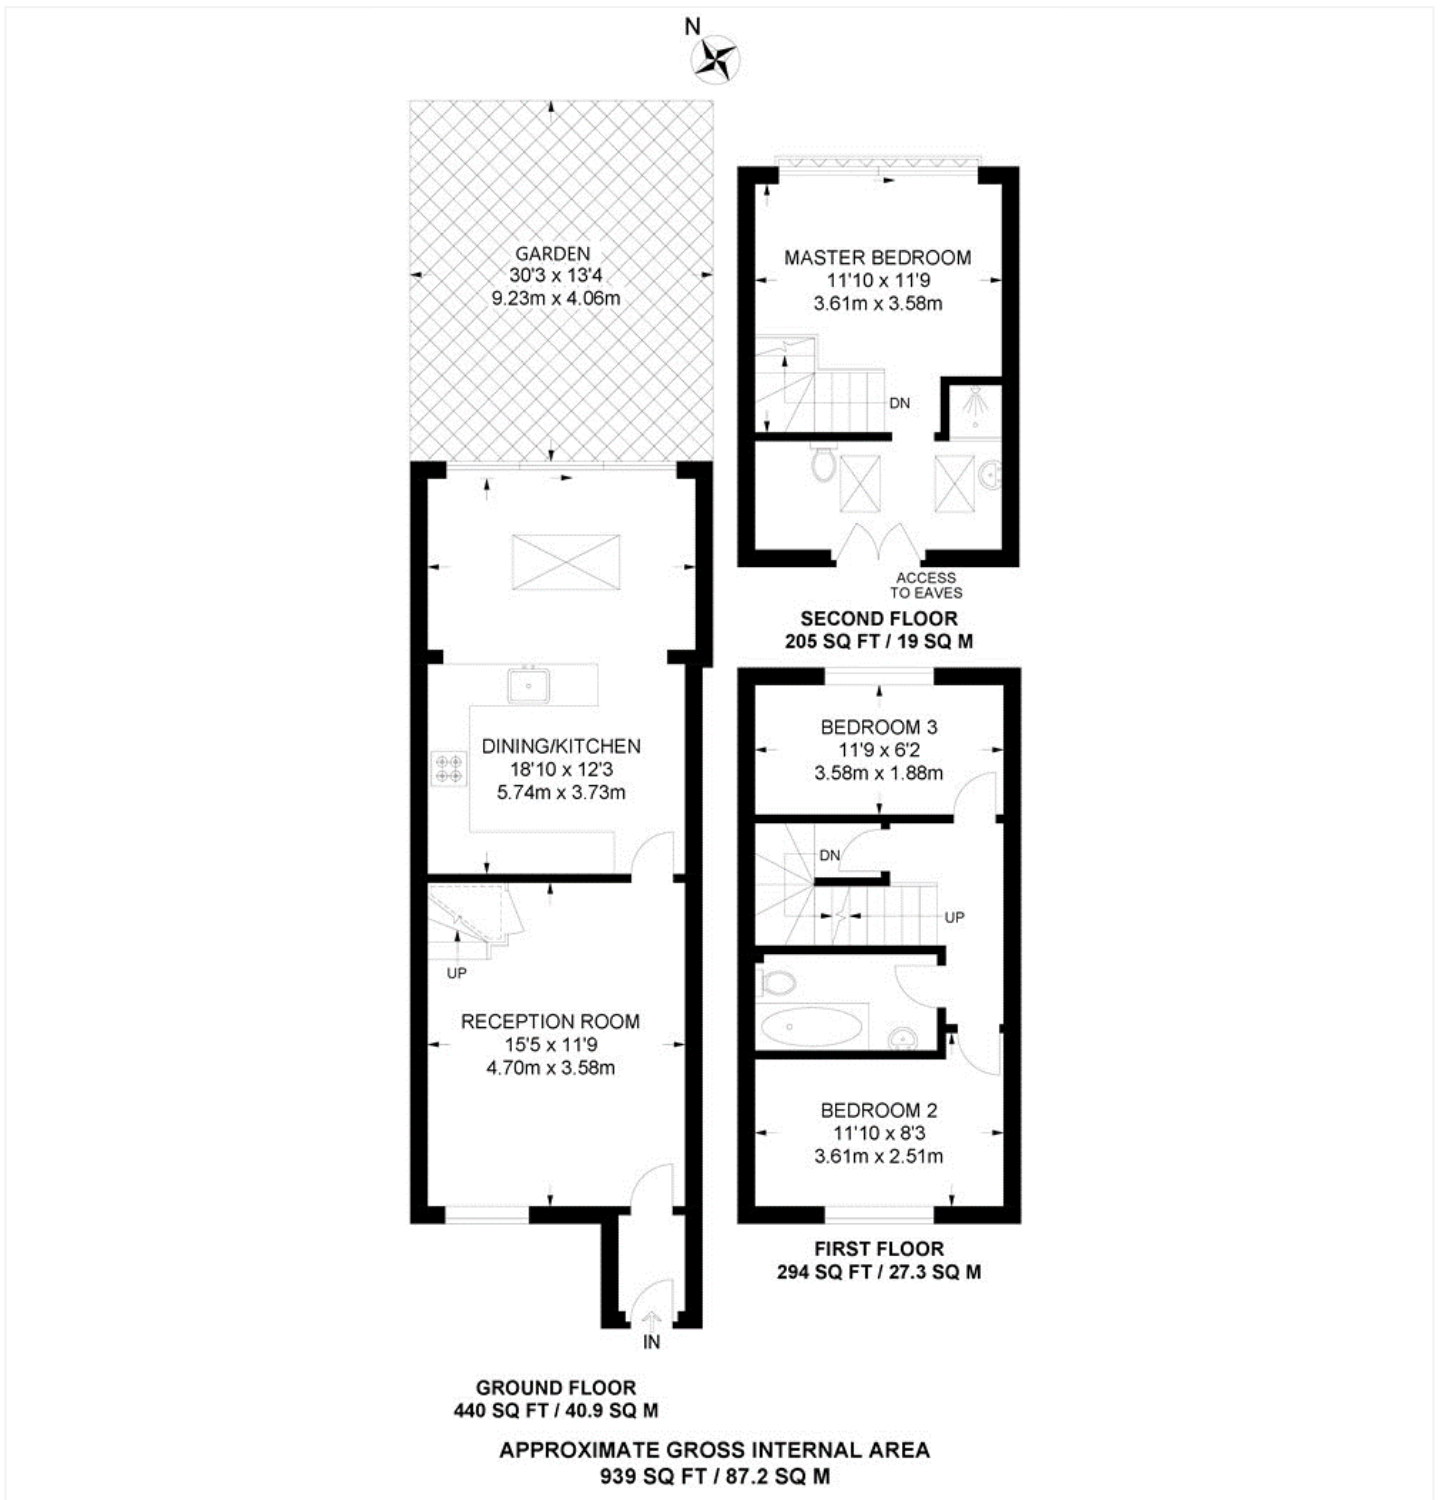 N
GARDEN
30'3 x 13'4
9.23m x 4.06m
MASTER BEDROOM
11'10 x 11'9
3.61m x 3.58m
DN
ACCESS
TO EAVES
SECOND FLOOR
205 SQ FT / 19 SQ M
DINING/KITCHEN
18'10 x 12'3
5.74m x 3.73m
BEDROOM 3
11'9 x 6'2
3.58m x 1.88m
DN
UP
UP
RECEPTION ROOM
15'5 x 11'9
4.70m x 3.58m
BEDROOM 2
11'10 x 8'3
3.61m x 2.51m
FIRST FLOOR
294 SQ FT / 27.3 SQ M
IN
GROUND FLOOR
440 SQ FT / 40.9 SQ M
APPROXIMATE GROSS INTERNAL AREA
939 SQ FT / 87.2 SQ M